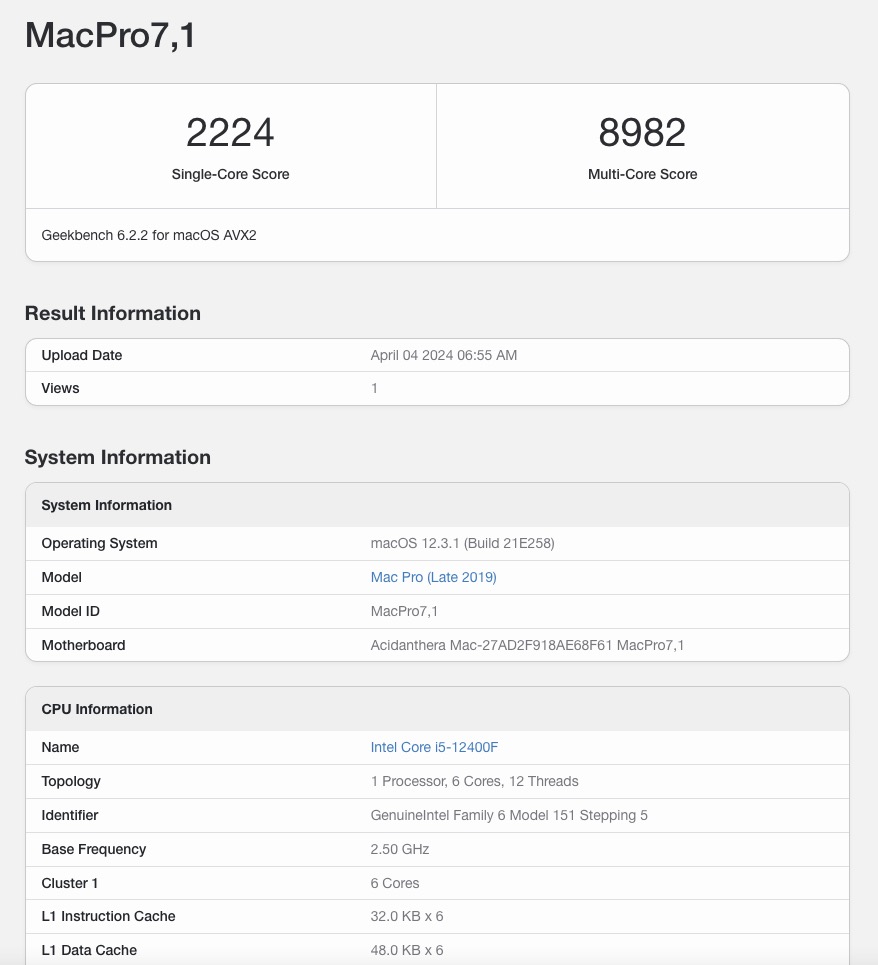 MacPro7,1
2224 8982
Single-Core Score Multi-Core Score
Geekbench 6.2.2 for macOS AVX2
Result Information
Upload Date April 04 2024 06:55 AM
Views 1
System Information
System Information
Operating System macOS 12.3.1 (Build 21E258)
Model Mac Pro (Late 2019)
Model ID MacPro7,1
Motherboard Acidanthera Mac-27AD2F918AE68F61 MacPro7,1
CPU Information
Name Intel Core i5-12400F
Topology 1 Processor, 6 Cores, 12 Threads
Identifier GenuineIntel Family 6 Model 151 Stepping 5
Base Frequency 2.50 GHz
Cluster 1 6 Cores
L1 Instruction Cache 32.0 KB x 6
L1 Data Cache 48.0 KB x 6